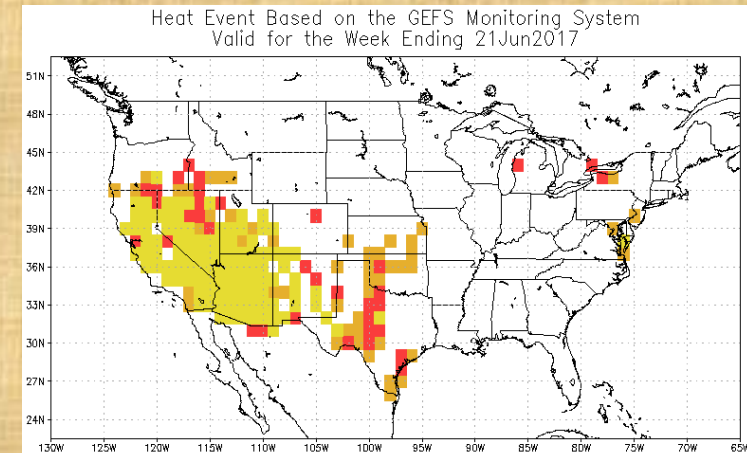 Heat Event Based on the GEFS Monitoring System
Valid for the Week Ending 21Jun2017
51N
48N
45N
42N
39N
36N
33N
30N
27N
24N
130W 125W 120W 115W 110W 105W 100W 95W 90W 85W 80W 75W 70W 65W